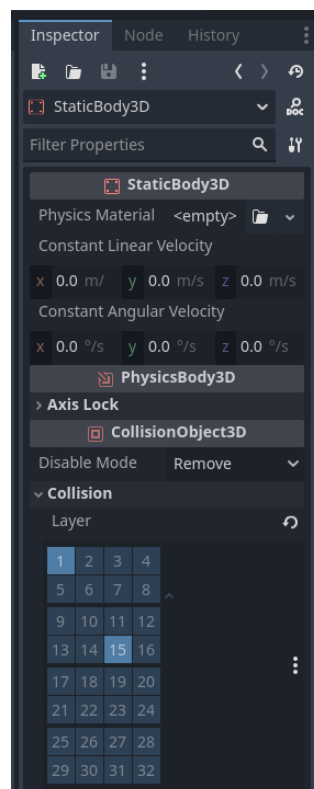 Inspector Node History
StaticBody3D DOC
Filter Properties
StaticBody3D
Physics Material <empty>
Constant Linear Velocity
x 0.0 m/ y 0.0 m/s z 0.0 m/s
Constant Angular Velocity
x 0.0 °/s y 0.0 °/s z 0.0 °/s
PhysicsBody3D
Axis Lock
CollisionObject3D
Disable Mode Remove
Collision
Layer
1 2 3 4
5 6 7 8
9 10 11 12
13 14 15 16
17 18 19 20
21 22 23 24
25 26 27 28
29 30 31 32